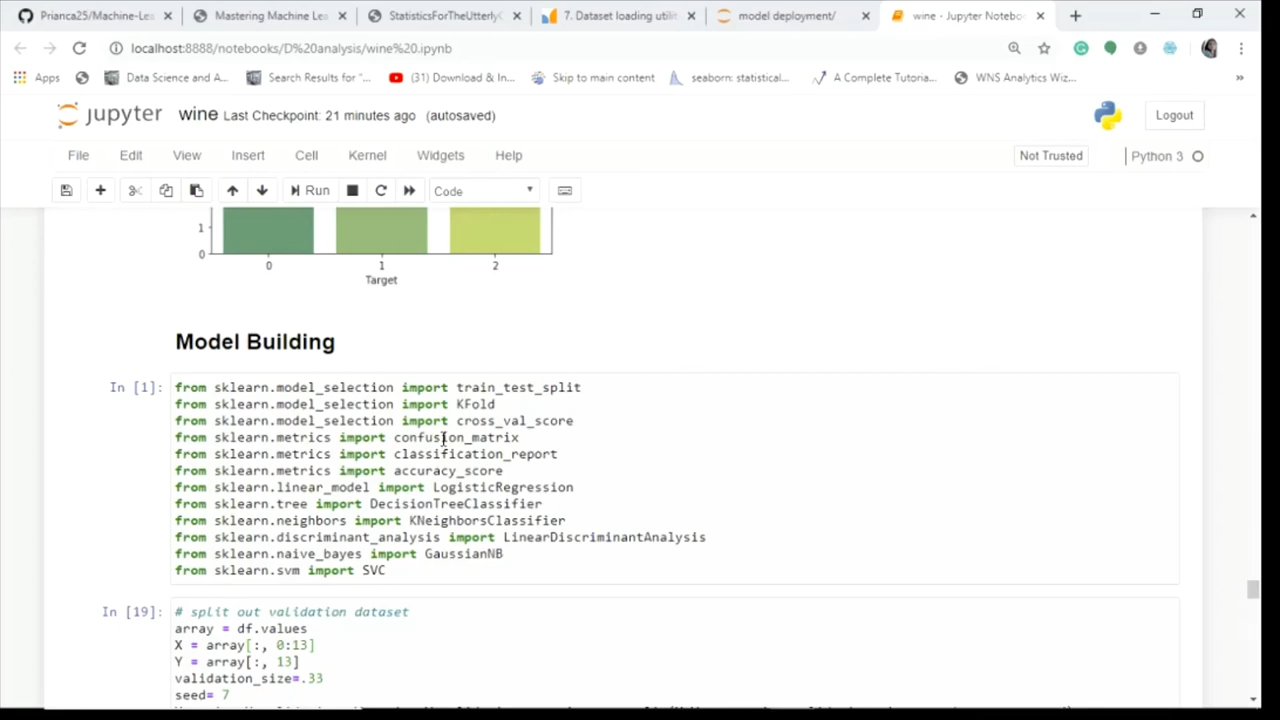 Prianca25/Machine-Lea
Mastering Machine Lea
StatisticsForTheUtterly
7. Dataset loading utilit
model deployment/
wine - Jupyter Notebo
localhost:8888/notebooks/D%20analysis/wine%20.ipynb
Apps
Data Science and A...
Search Results for "...
(31) Download & In...
Skip to main content
seaborn: statistical...
A Complete Tutoria...
WNS Analytics Wiz...
»
jupyter wine Last Checkpoint: 21 minutes ago (autosaved)
Logout
File Edit View Insert Cell Kernel Widgets Help
Not Trusted
Python 3
Run
Code
1
0
0 1 2
Target
Model Building
In [1]:
from sklearn.model_selection import train_test_split
from sklearn.model_selection import KFold
from sklearn.model_selection import cross_val_score
from sklearn.metrics import confusion_matrix
from sklearn.metrics import classification_report
from sklearn.metrics import accuracy_score
from sklearn.linear_model import LogisticRegression
from sklearn.tree import DecisionTreeClassifier
from sklearn.neighbors import KNeighborsClassifier
from sklearn.discriminant_analysis import LinearDiscriminantAnalysis
from sklearn.naive_bayes import GaussianNB
from sklearn.svm import SVC
In [19]:
# split out validation dataset
array = df.values
X = array[:, 0:13]
Y = array[:, 13]
validation_size=.33
seed= 7